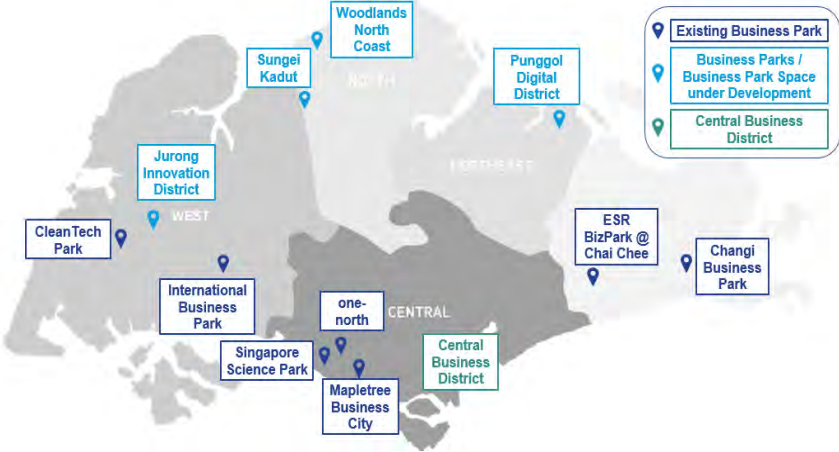 Woodlands
North
Coast
Existing Business Park
Business Parks /
Business Park Space
under Development
Central Business
District
Sungei
Kadut
NORTH
Punggol
Digital
District
Jurong
Innovation
District
NORTHEAST
WEST
CleanTech
Park
ESR
BizPark @
Chai Chee
Changi
Business
Park
International
Business
Park
one-
north
CENTRAL
Singapore
Science Park
Central
Business
District
Mapletree
Business
City